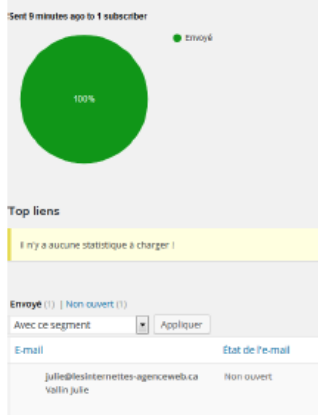 Sent 9 minutes ago to 1 subscriber
Envoyé
100%
Top liens
Il n'y a aucune statistique à charger !
Envoyé (1) | Non ouvert (1)
Avec ce segment Appliquer
E-mail État de l'e-mail
julie@lesinternettes-agenceweb.ca Non ouvert
Vallin Julie